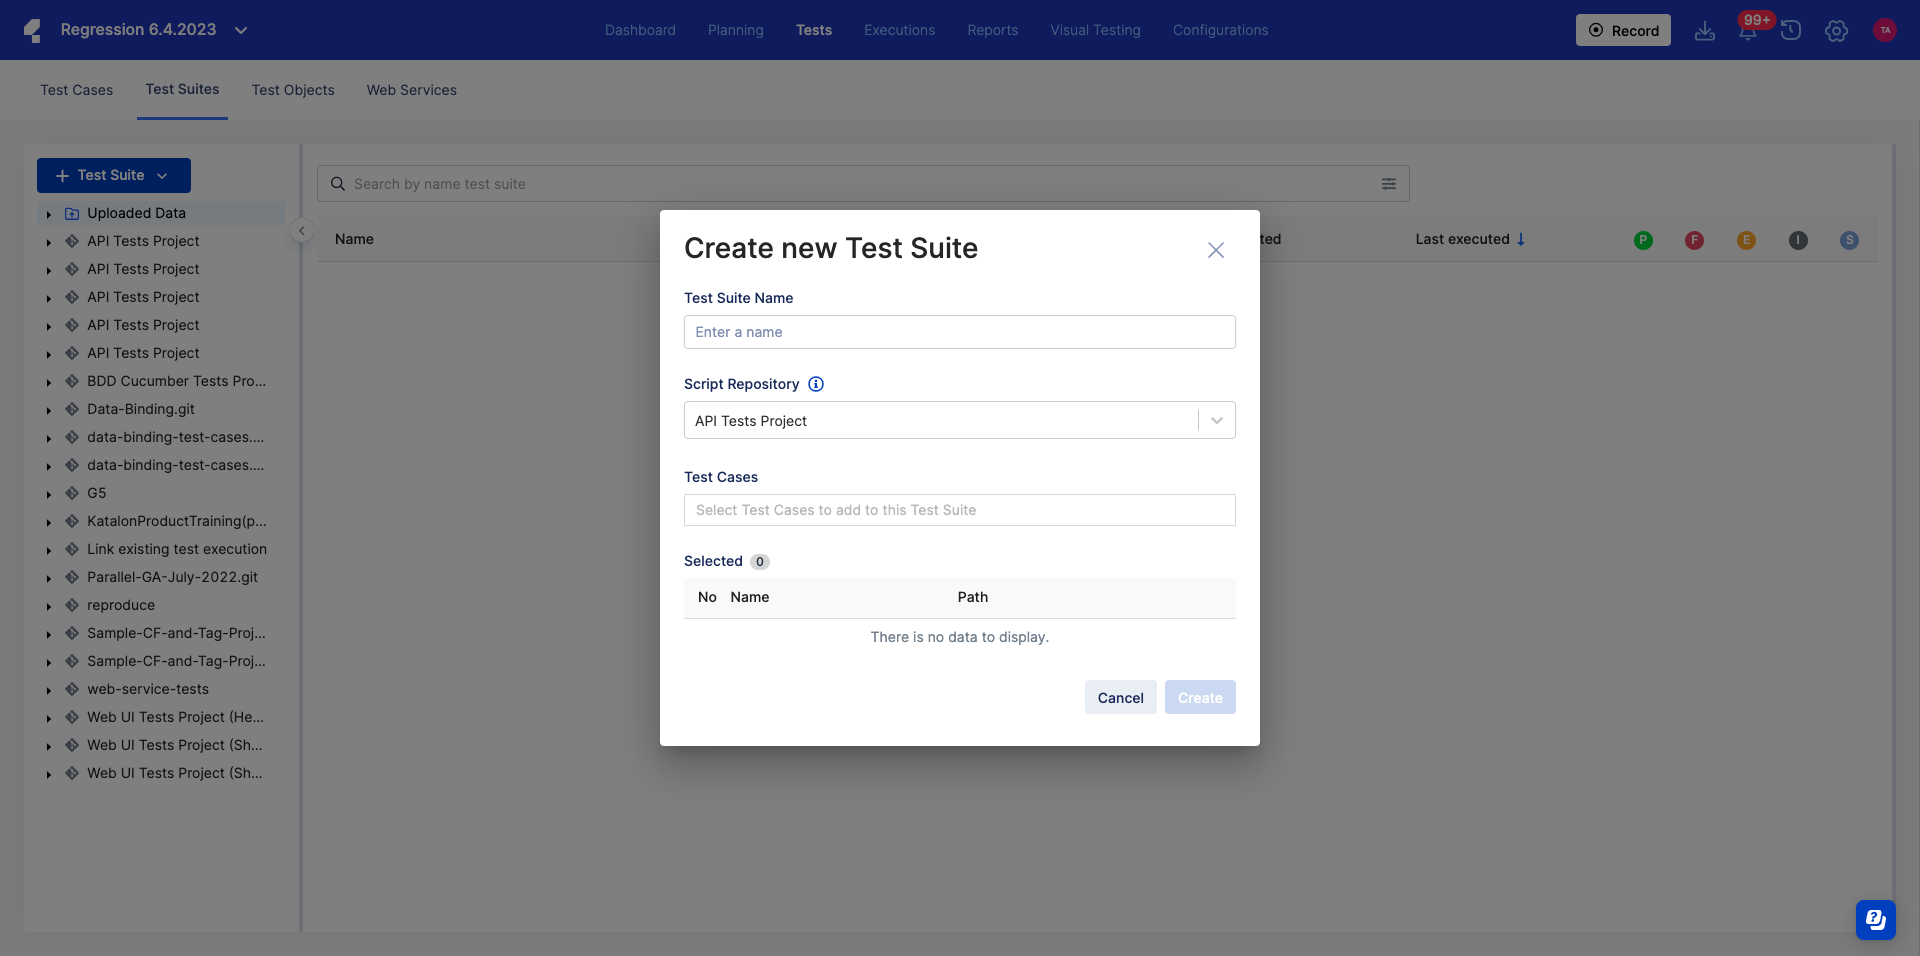 Regression 6.4.2023
Dashboard
Planning
Tests
Executions
Reports
Visual Testing
Configurations
Record
99+
TA
Test Cases
Test Suites
Test Objects
Web Services
Test Suite
Uploaded Data
API Tests Project
API Tests Project
API Tests Project
API Tests Project
API Tests Project
BDD Cucumber Tests Pro...
Data-Binding.git
data-binding-test-cases....
data-binding-test-cases....
G5
KatalonProductTraining(p...
Link existing test execution
Parallel-GA-July-2022.git
reproduce
Sample-CF-and-Tag-Proj...
Sample-CF-and-Tag-Proj...
web-service-tests
Web UI Tests Project (He...
Web UI Tests Project (Sh...
Web UI Tests Project (Sh...
Search by name test suite
Name
ted
Last executed
P
F
E
I
S
Create new Test Suite
Test Suite Name
Enter a name
Script Repository
API Tests Project
Test Cases
Select Test Cases to add to this Test Suite
Selected 0
No Name Path
There is no data to display.
Cancel
Create